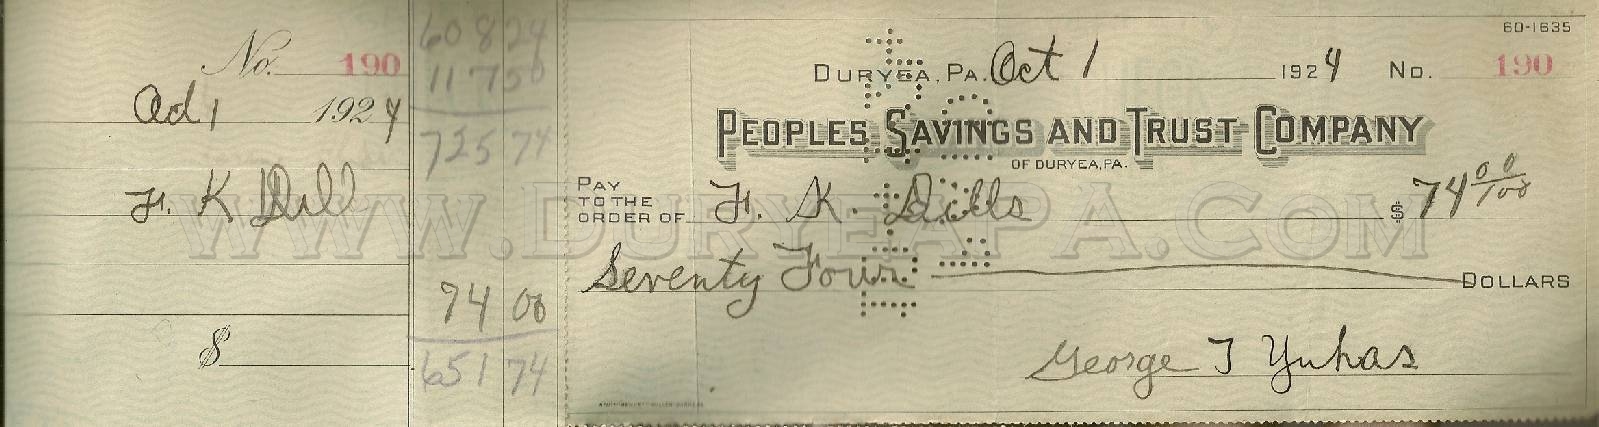 No. 190
Oct 1 1924
F. K Dill
$
608 24
117 50
725 74
74 00
651 74
60-1635
DURYEA, PA. Oct 1 1924 No. 190
PEOPLES SAVINGS AND TRUST COMPANY
OF DURYEA, PA.
PAY TO THE ORDER OF F. K. Dills $ 74 00/100
Seventy Four DOLLARS
George T Yuhas
WWW.DURYEAPA.COM